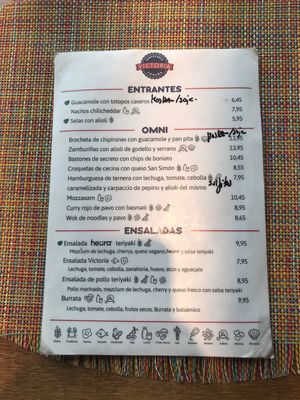 VICTORIA
ENTRANTES
Guacamole con totopos caseros 6,45
Nachos chilicheddar 7,95
Setas con alioli 5,95
OMNI
Brocheta de chipirones con guacamole y pan pita
Zamburiñas con alioli de godello y serrano 13,95
Bastones de secreto con chips de boniato 10,45
Croquetas de cecina con queso San Simón 8,55
Hamburguesa de ternera con lechuga, tomate, cebolla 7,95
caramelizada y carpaccio de pepino y alioli del mismo
Mozzaxam 10,45
Curry rojo de pavo con basmati 8,95
Wok de noodles y pavo 8,65
ENSALADAS
Ensalada heura teriyaki 9,95
Mezclum de lechuga, cherrys, queso vegano, heura y salsa teriyaki
Ensalada Victoria 7,95
Lechuga, tomate, cebolla, zanahoria, huevo, atún y aguacate
Ensalada de pollo teriyaki 8,95
Pollo marinado, mezclum de lechuga, cherry y queso fresco con salsa teriyaki
Burrata 9,95
Lechuga, tomate, cebolla, frutos secos, Burrata y balsámico